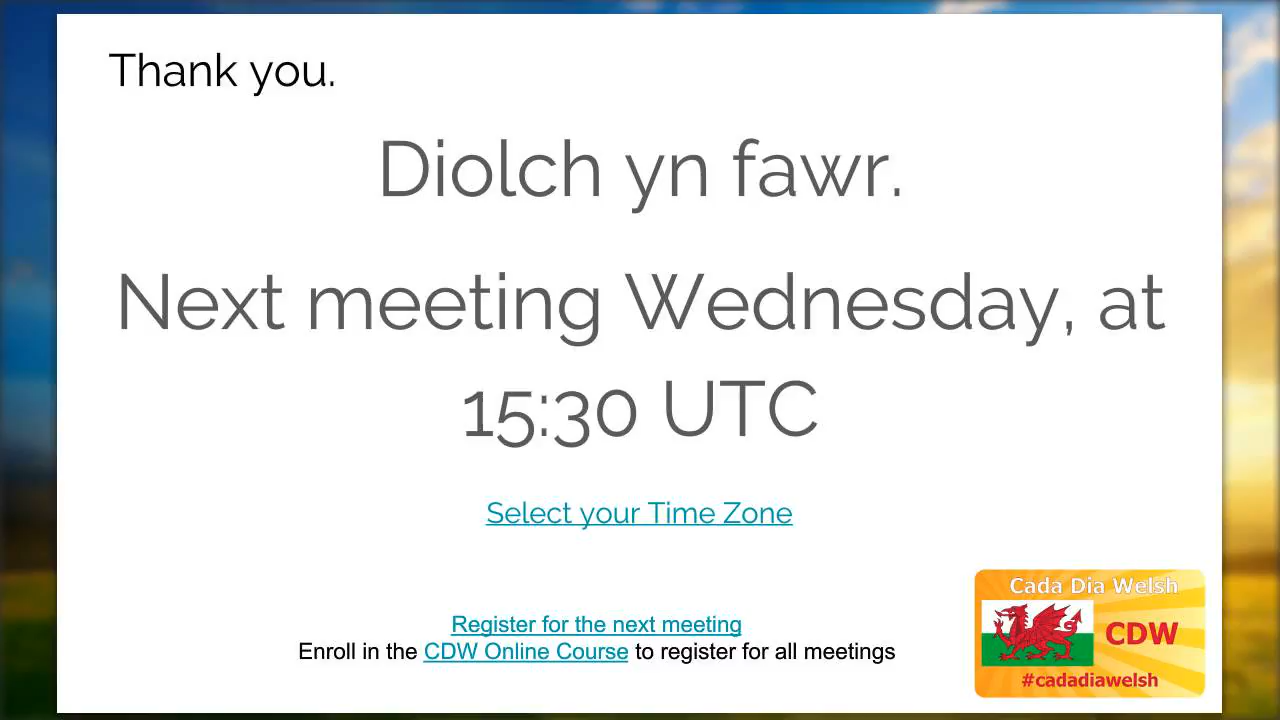 Thank you.
Diolch yn fawr.
Next meeting Wednesday, at
15:30 UTC
Select your Time Zone
Register for the next meeting
Enroll in the CDW Online Course to register for all meetings
Cada Dia Welsh
CDW
#cadadiawelsh